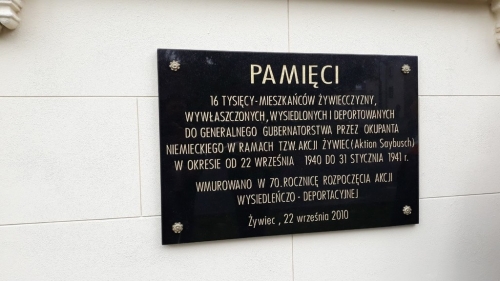 PAMIĘCI
16 TYSIĘCY-MIESZKAŃCÓW ŻYWIECCZYZNY,
WYWŁASZCZONYCH, WYSIEDLONYCH I DEPORTOWANYCH
DO GENERALNEGO GUBERNATORSTWA PRZEZ OKUPANTA
NIEMIECKIEGO W RAMACH TZW. AKCJI ŻYWIEC (Aktion Saybusch)
W OKRESIE OD 22 WRZEŚNIA 1940 DO 31 STYCZNIA 1941 r.
WMUROWANO W 70. ROCZNICĘ ROZPOCZĘCIA AKCJI
WYSIEDLEŃCZO - DEPORTACYJNEJ
Żywiec, 22 września 2010